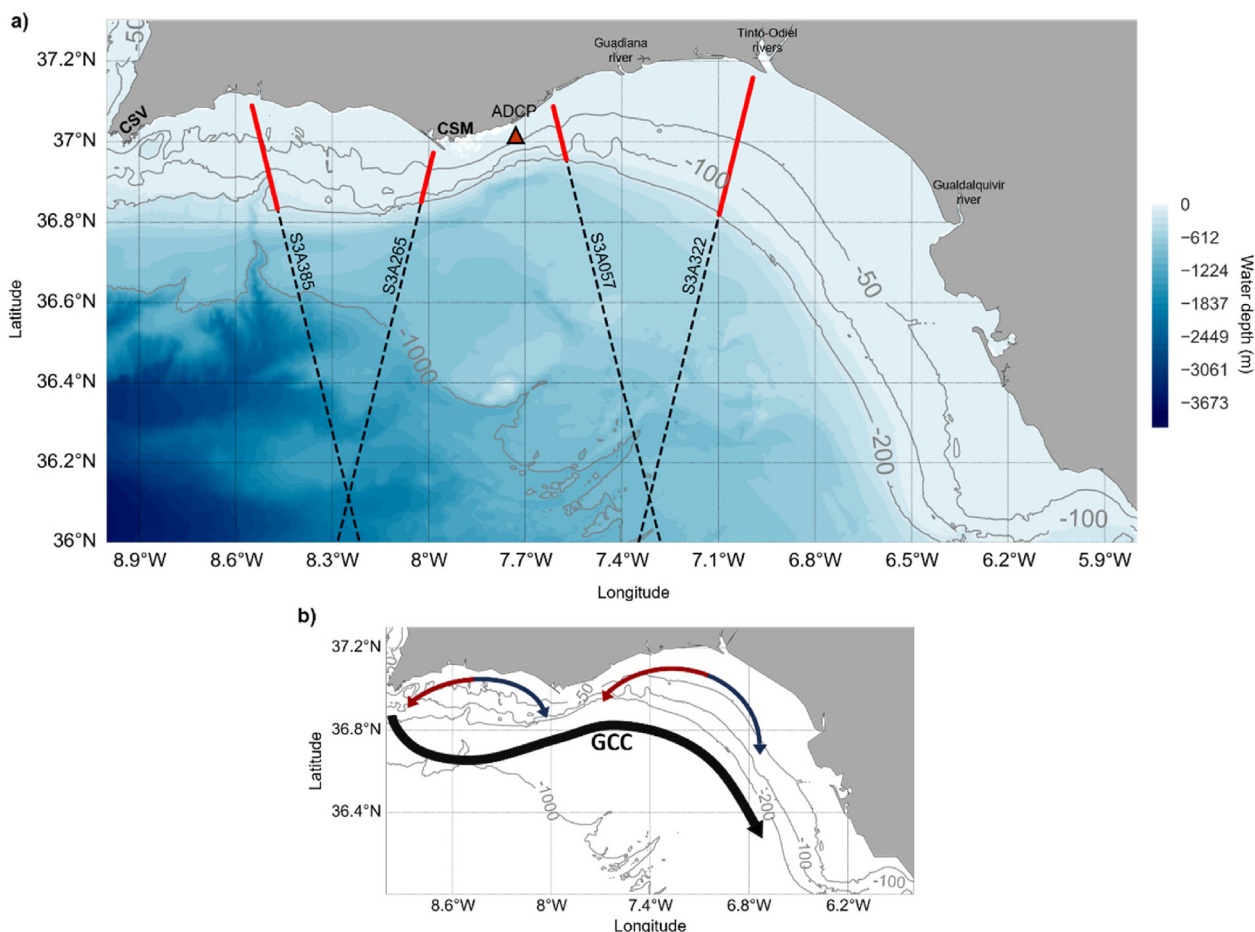 a)
37.2°N
37°N
36.8°N
36.6°N
36.4°N
36.2°N
36°N
Latitude
-50
CSV
CSM
ADCP
Guadiana
river
Tinto-Odiel
rivers
Gualdalquivir
river
-100
-50
-200
-100
-1000
S3A385
S3A265
S3A057
S3A322
8.9°W
8.6°W
8.3°W
8°W
7.7°W
7.4°W
7.1°W
6.8°W
6.5°W
6.2°W
5.9°W
Longitude
0
−612
−1224
−1837
−2449
−3061
−3673
Water depth (m)
b)
37.2°N
36.8°N
36.4°N
Latitude
-50
-50
GCC
-1000
-200
-100
-100
8.6°W
8°W
7.4°W
6.8°W
6.2°W
Longitude